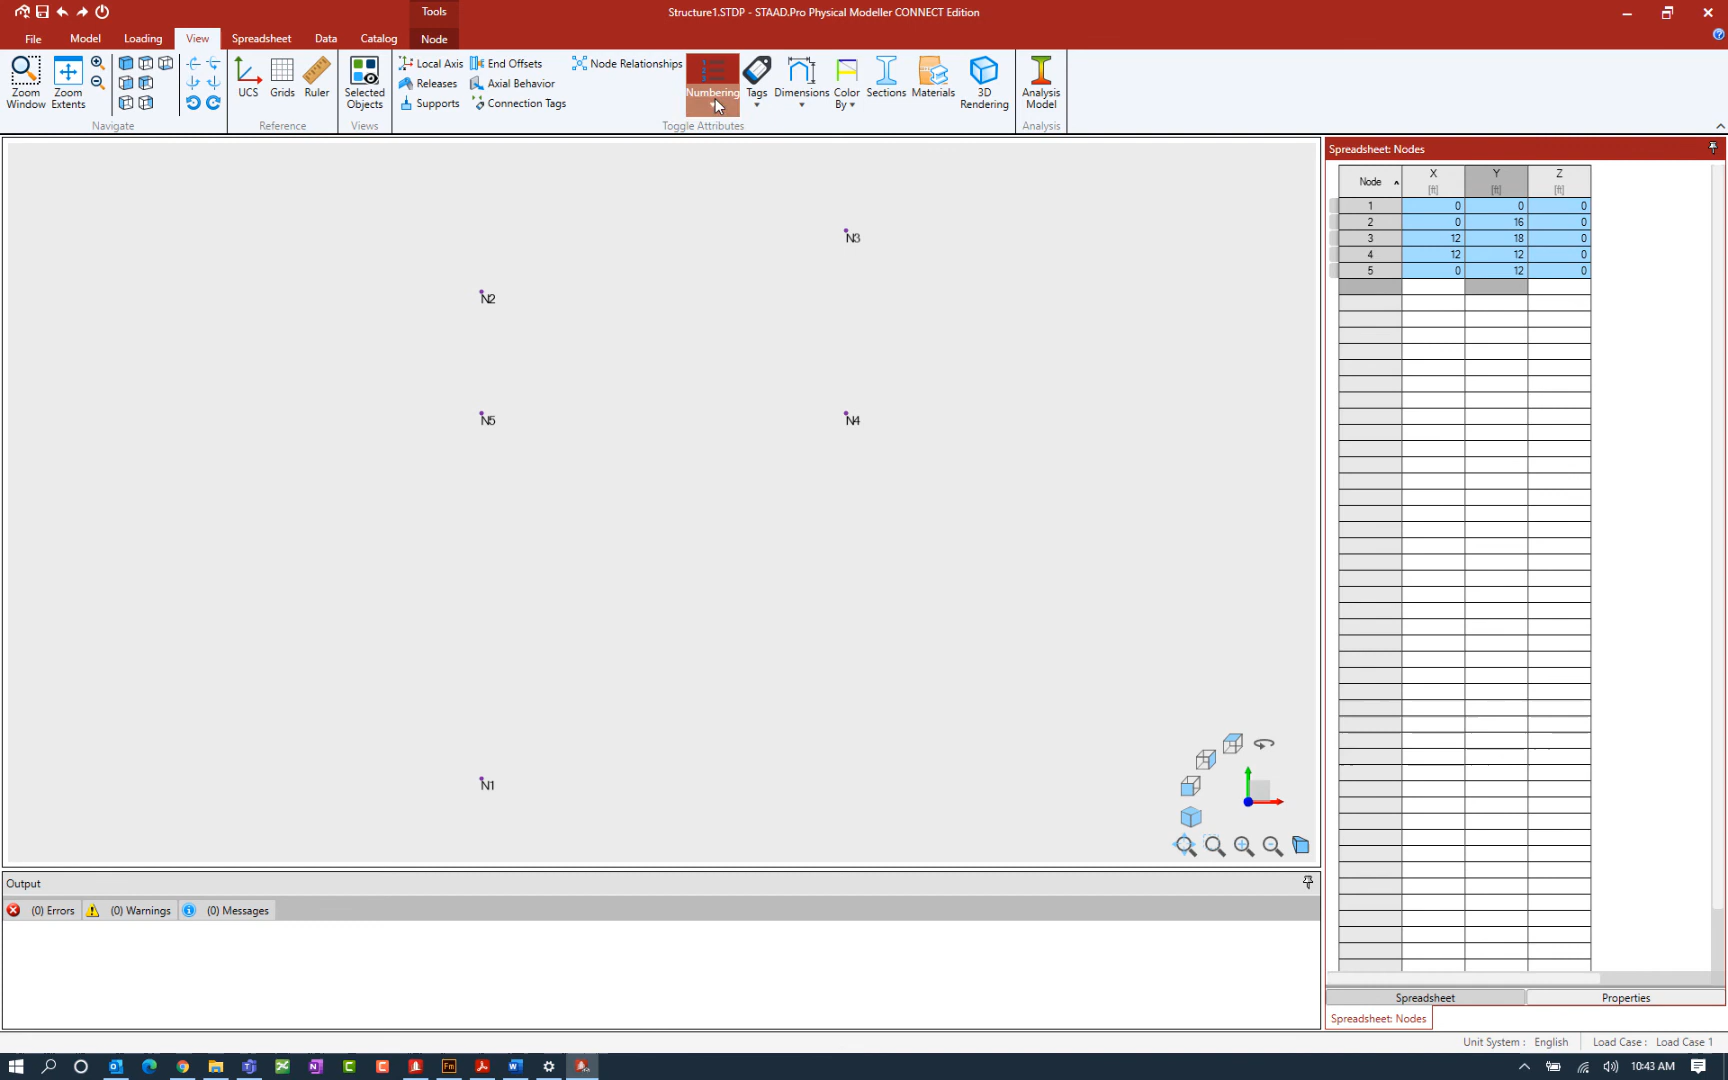 Tools
Structure1.STDP - STAAD.Pro Physical Modeller CONNECT Edition
File Model Loading View Spreadsheet Data Catalog Node
Zoom Window
Zoom Extents
Navigate
UCS Grids Ruler
Reference
Selected Objects
Views
Local Axis End Offsets Node Relationships
Releases Axial Behavior
Supports Connection Tags
Numbering Tags Dimensions Color By Sections Materials 3D Rendering
Toggle Attributes
Analysis Model
Analysis
N3
N2
N5
N4
N1
Output
(0) Errors (0) Warnings (0) Messages
Spreadsheet: Nodes
Node X [ft] Y [ft] Z [ft]
1 0 0 0
2 0 16 0
3 12 18 0
4 12 12 0
5 0 12 0
Spreadsheet Properties
Spreadsheet: Nodes
Unit System : English Load Case : Load Case 1
10:43 AM